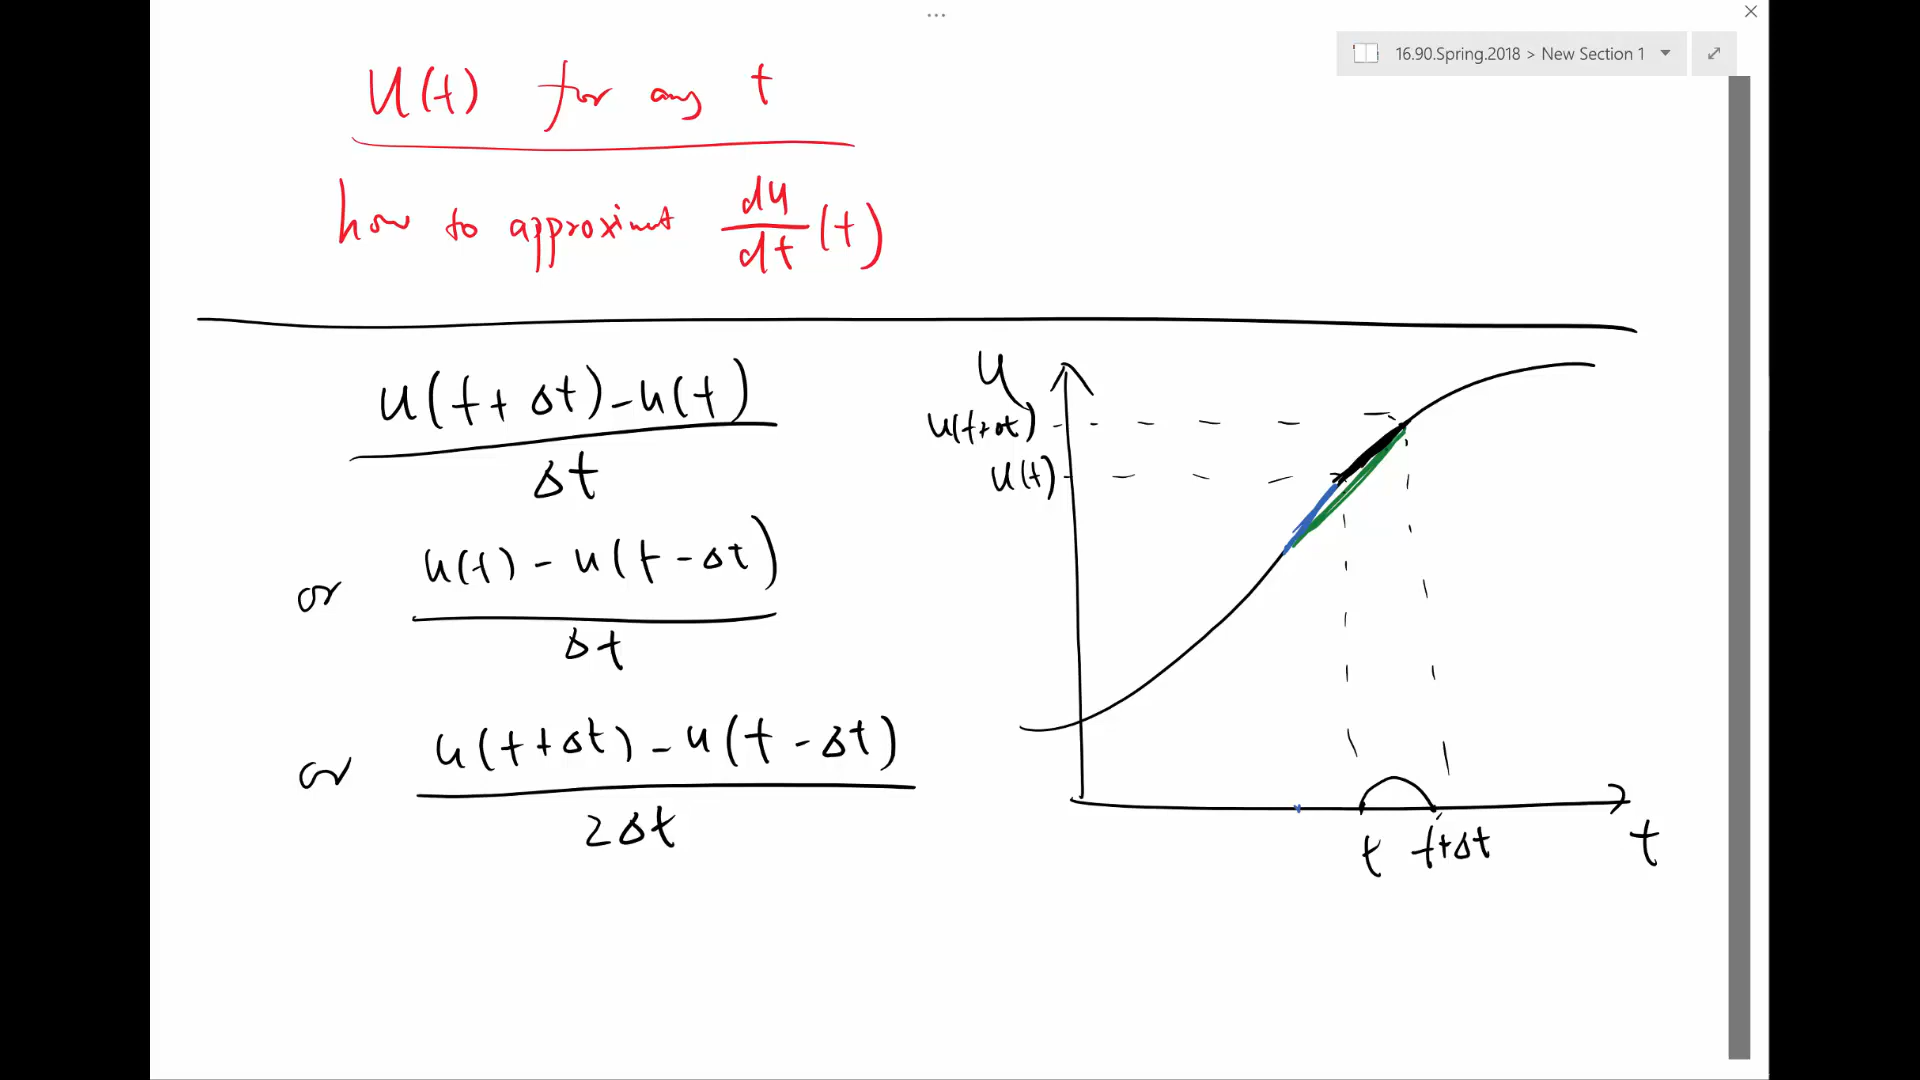 ...
16.90.Spring.2018 > New Section 1
U(t) for any t
how to approximat du/dt (t)
u(t+Δt)-u(t)
Δt
or
u(t) - u(t-Δt)
Δt
or
u(t+Δt) - u(t-Δt)
2Δt
U
u(t+Δt)
u(t)
t
t+Δt
t